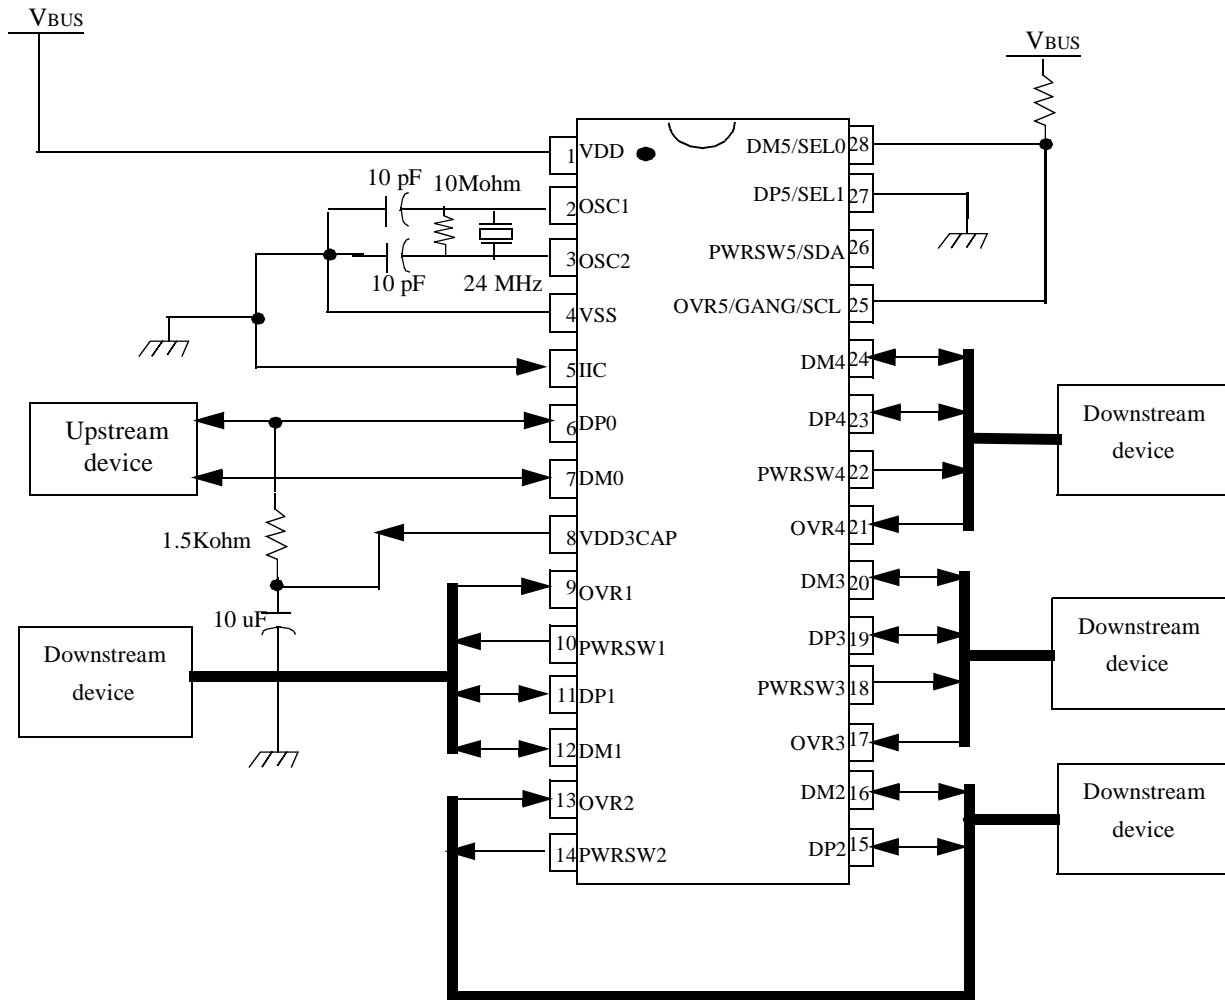 VBUS
VBUS
10 pF
10Mohm
10 pF
24 MHz
1 VDD
2 OSC1
3 OSC2
4 VSS
5 IIC
6 DP0
7 DM0
8 VDD3CAP
9 OVR1
10 PWRSW1
11 DP1
12 DM1
13 OVR2
14 PWRSW2
DM5/SEL0 28
DP5/SEL1 27
PWRSW5/SDA 26
OVR5/GANG/SCL 25
DM4 24
DP4 23
PWRSW4 22
OVR4 21
DM3 20
DP3 19
PWRSW3 18
OVR3 17
DM2 16
DP2 15
Upstream
device
1.5Kohm
10 uF
Downstream
device
Downstream
device
Downstream
device
Downstream
device